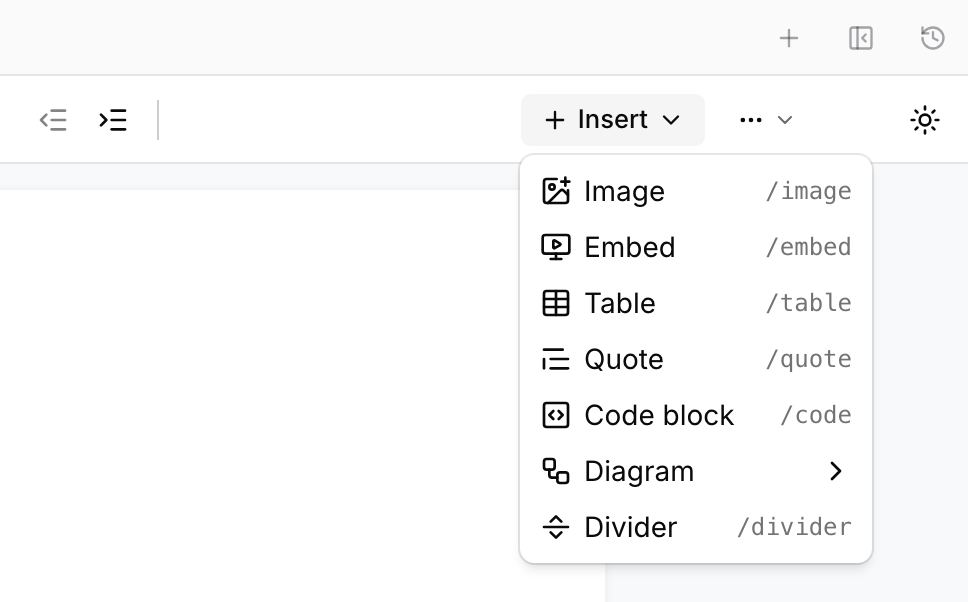 Insert
Image /image
Embed /embed
Table /table
Quote /quote
Code block /code
Diagram
Divider /divider